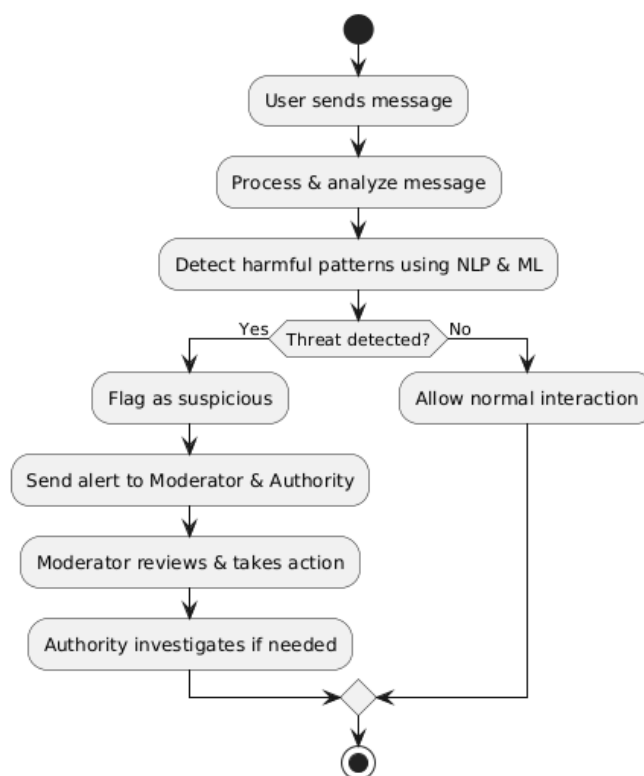 User sends message
Process & analyze message
Detect harmful patterns using NLP & ML
Yes
Threat detected?
No
Flag as suspicious
Allow normal interaction
Send alert to Moderator & Authority
Moderator reviews & takes action
Authority investigates if needed